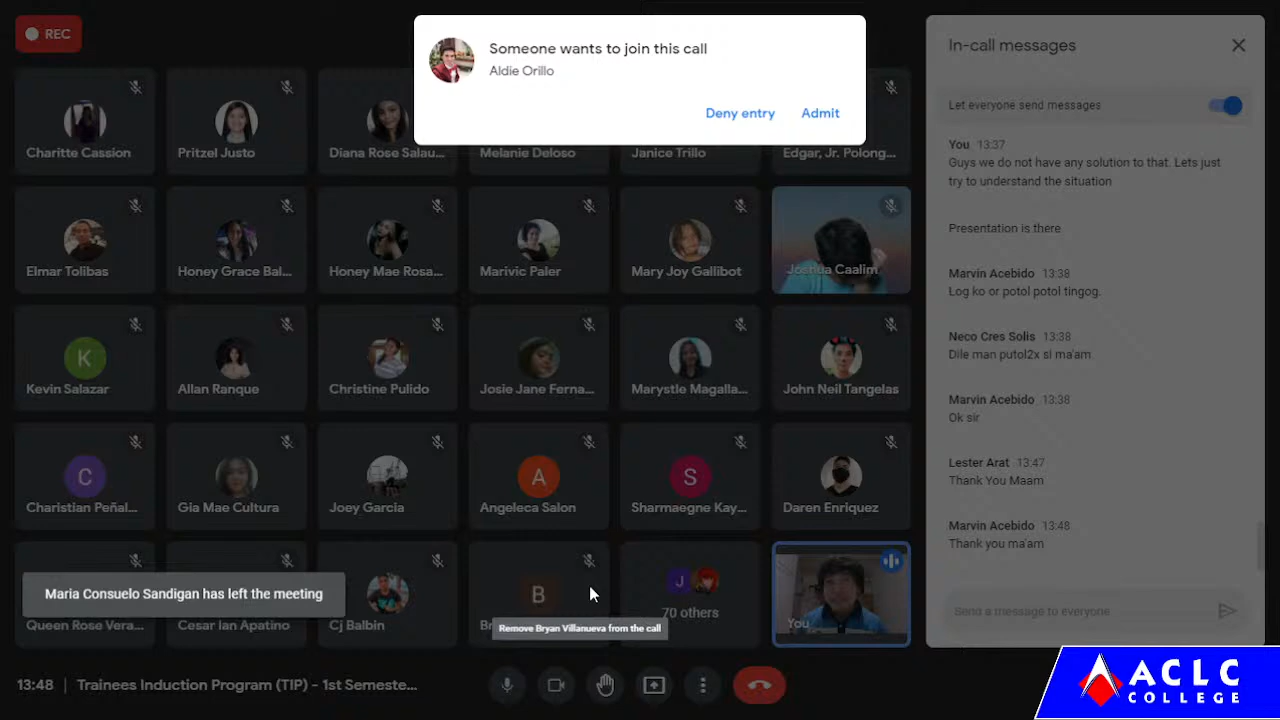 REC
Someone wants to join this call
Aldie Orillo
Deny entry
Admit
Charitte Cassion
Pritzel Justo
Diana Rose Salau...
Melanie Deloso
Janice Trillo
Edgar, Jr. Polong...
Elmar Tolibas
Honey Grace Bal...
Honey Mae Rosa...
Marivic Paler
Mary Joy Gallibot
Joshua Caalim
K
Kevin Salazar
Allan Ranque
Christine Pulido
Josie Jane Ferna...
Marystle Magalla...
John Neil Tangelas
C
Charistian Peñal...
Gia Mae Cultura
Joey Garcia
A
Angeleca Salon
S
Sharmaegne Kay...
Daren Enriquez
Maria Consuelo Sandigan has left the meeting
Queen Rose Vera...
Cesar Ian Apatino
Cj Balbin
B
Remove Bryan Villanueva from the call
J
70 others
You
13:48 | Trainees Induction Program (TIP) - 1st Semeste...
In-call messages
Let everyone send messages
You 13:37
Guys we do not have any solution to that. Lets just
try to understand the situation
Presentation is there
Marvin Acebido 13:38
Log ko or potol potol tingog.
Neco Cres Solis 13:38
Dile man putol2x si ma'am
Marvin Acebido 13:38
Ok sir
Lester Arat 13:47
Thank You Maam
Marvin Acebido 13:48
Thank you ma'am
Send a message to everyone
ACLC
COLLEGE